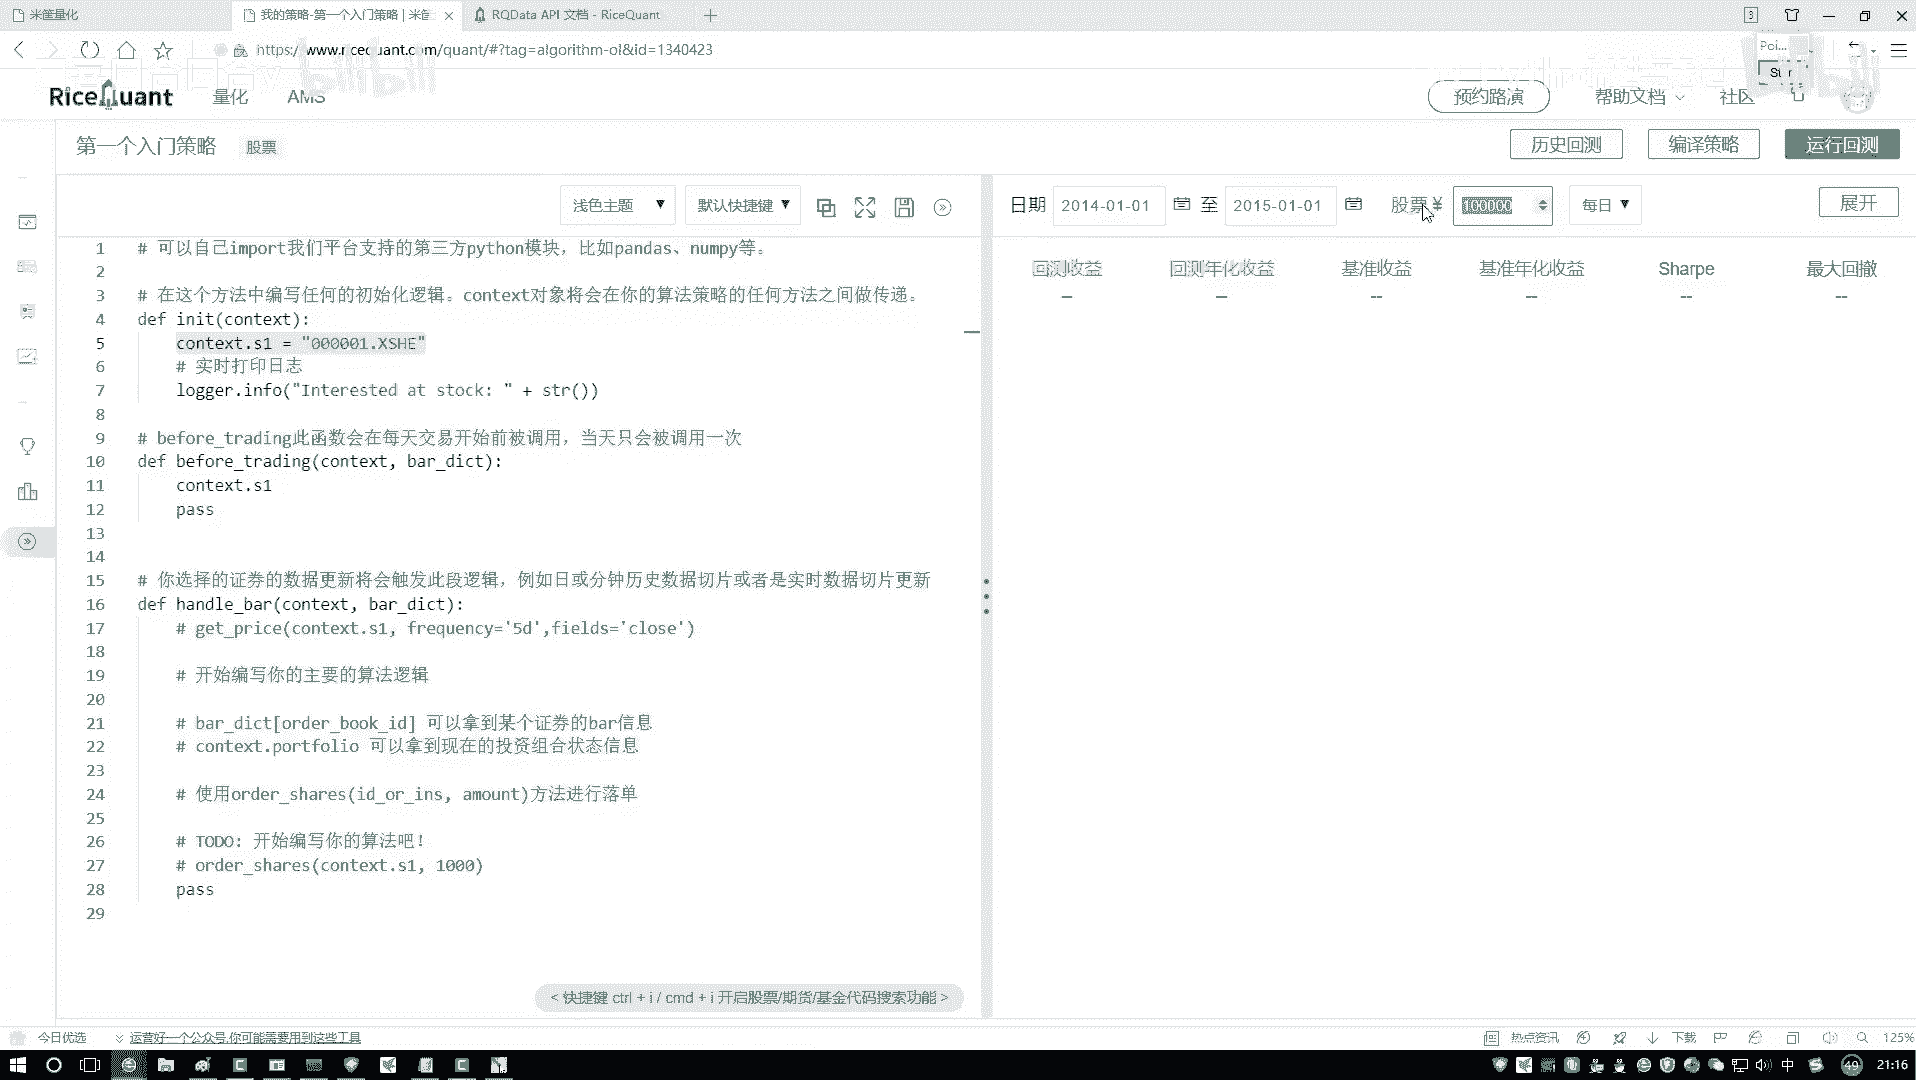 米筐量化
我的策略-第一个入门策略 | 米筐
RQData API 文档 - RiceQuant
3
https://www.ricequant.com/quant/#?tag=algorithm-ol&id=1340423
Poi...
RiceQuant
量化
AMS
预约路演
帮助文档
社区
第一个入门策略
股票
历史回测
编译策略
运行回测
浅色主题 ▼
默认快捷键 ▼
日期 2014-01-01 至 2015-01-01 股票¥ 100000 每日 ▼
展开
回测收益 回测年化收益 基准收益 基准年化收益 Sharpe 最大回撤
-- -- -- -- -- --
1 # 可以自己import我们平台支持的第三方python模块，比如pandas、numpy等。
2
3 # 在这个方法中编写任何的初始化逻辑。context对象将会在你的算法策略的任何方法之间做传递。
4 def init(context):
5 context.s1 = "000001.XSHE"
6 # 实时打印日志
7 logger.info("Interested at stock: " + str())
8
9 # before_trading此函数会在每天交易开始前被调用，当天只会被调用一次
10 def before_trading(context, bar_dict):
11 context.s1
12 pass
13
14
15 # 你选择的证券的数据更新将会触发此段逻辑，例如日或分钟历史数据切片或者是实时数据切片更新
16 def handle_bar(context, bar_dict):
17 # get_price(context.s1, frequency='5d',fields='close')
18
19 # 开始编写你的主要的算法逻辑
20
21 # bar_dict[order_book_id] 可以拿到某个证券的bar信息
22 # context.portfolio 可以拿到现在的投资组合状态信息
23
24 # 使用order_shares(id_or_ins, amount)方法进行落单
25
26 # TODO: 开始编写你的算法吧！
27 # order_shares(context.s1, 1000)
28 pass
29
< 快捷键 ctrl + i / cmd + i 开启股票/期货/基金代码搜索功能 >
今日优选
运营好一个公众号,你可能需要用到这些工具
热点资讯
下载
125%
中
49
21:16